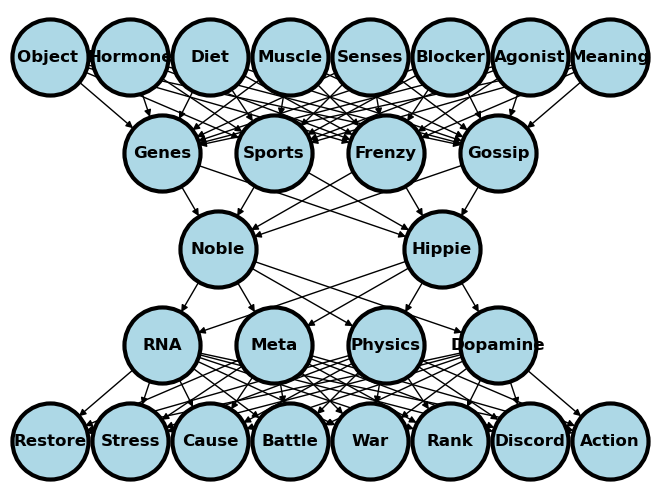 Object Hormone Diet Muscle Senses Blocker Agonist Meaning
Genes Sports Frenzy Gossip
Noble Hippie
RNA Meta Physics Dopamine
Restore Stress Cause Battle War Rank Discord Action